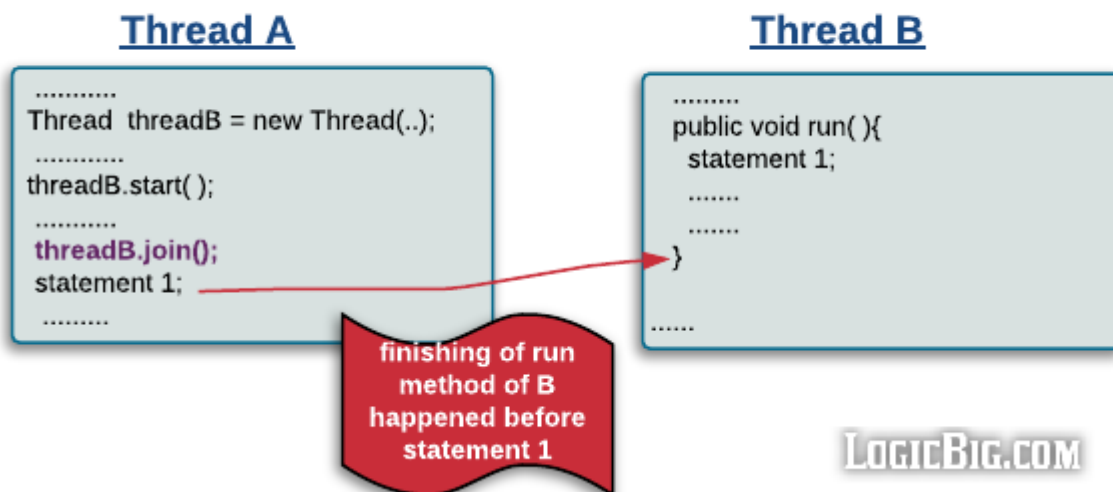 Thread A
...........
Thread threadB = new Thread(..);
............
threadB.start( );
...........
threadB.join();
statement 1;
.........
Thread B
.........
public void run( ){
statement 1;
.......
.......
}
......
finishing of run
method of B
happened before
statement 1
LOGICBIG.COM